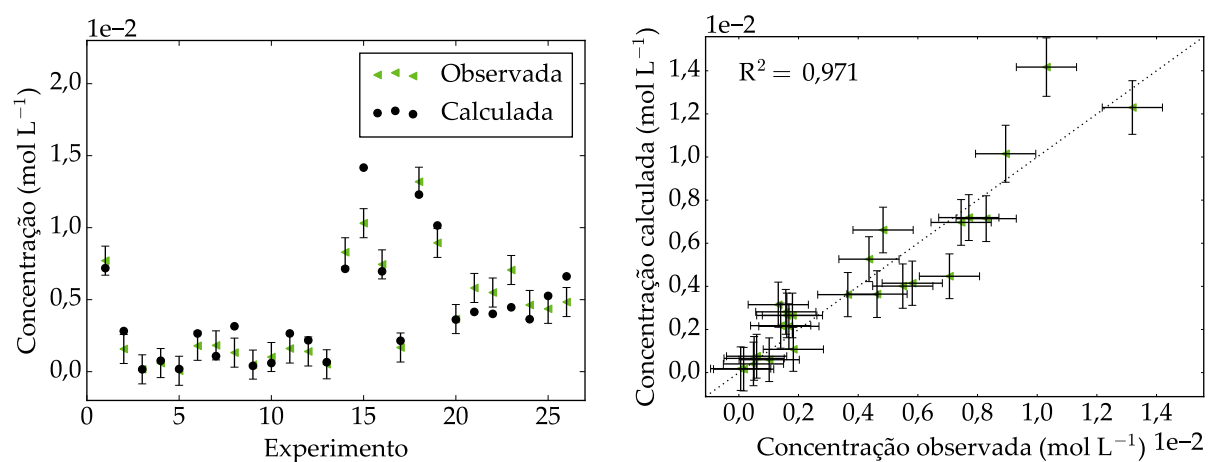 1e−2
2,0
1,5
1,0
0,5
0,0
Concentração (mol L⁻¹)
Observada
Calculada
0 5 10 15 20 25
Experimento
1e−2
R² = 0,971
1,4
1,2
1,0
0,8
0,6
0,4
0,2
0,0
Concentração calculada (mol L⁻¹)
0,0 0,2 0,4 0,6 0,8 1,0 1,2 1,4
Concentração observada (mol L⁻¹) 1e−2